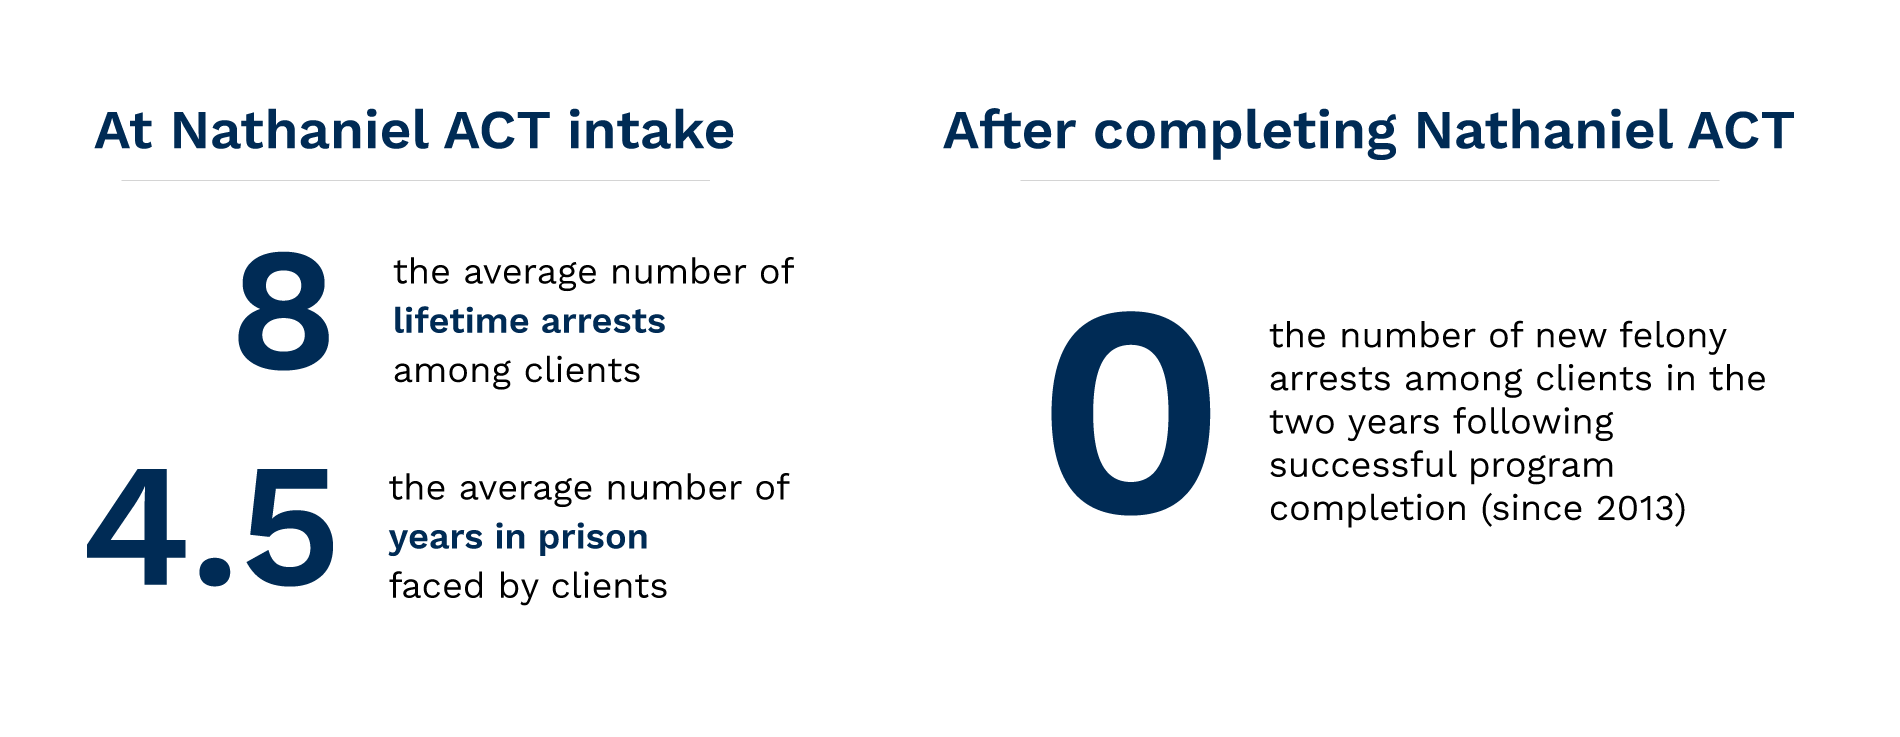 At Nathaniel ACT intake
8
the average number of
lifetime arrests
among clients
4.5
the average number of
years in prison
faced by clients
After completing Nathaniel ACT
0
the number of new felony
arrests among clients in the
two years following
successful program
completion (since 2013)